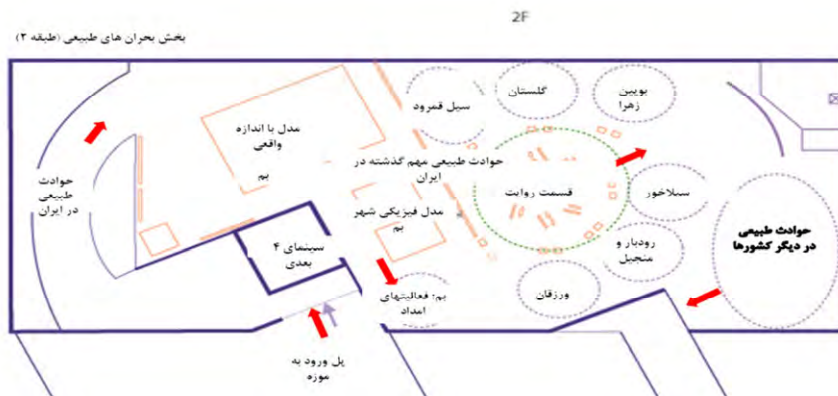 2F
بخش بحران های طبیعی (طبقه ۲)
بویین
زهرا
گلستان
سیل قمرود
مدل با اندازه
واقعی
بم
حوادث طبیعی مهم گذشته در
ایران
قسمت روایت
سیلاخور
حوادث
طبیعی
در ایران
مدل فیزیکی شهر
بم
رودبار و
منجیل
حوادث طبیعی
در دیگر کشورها
سینمای ۴
بعدی
بم: فعالیتهای
امداد
ورزقان
پل ورود به
موزه